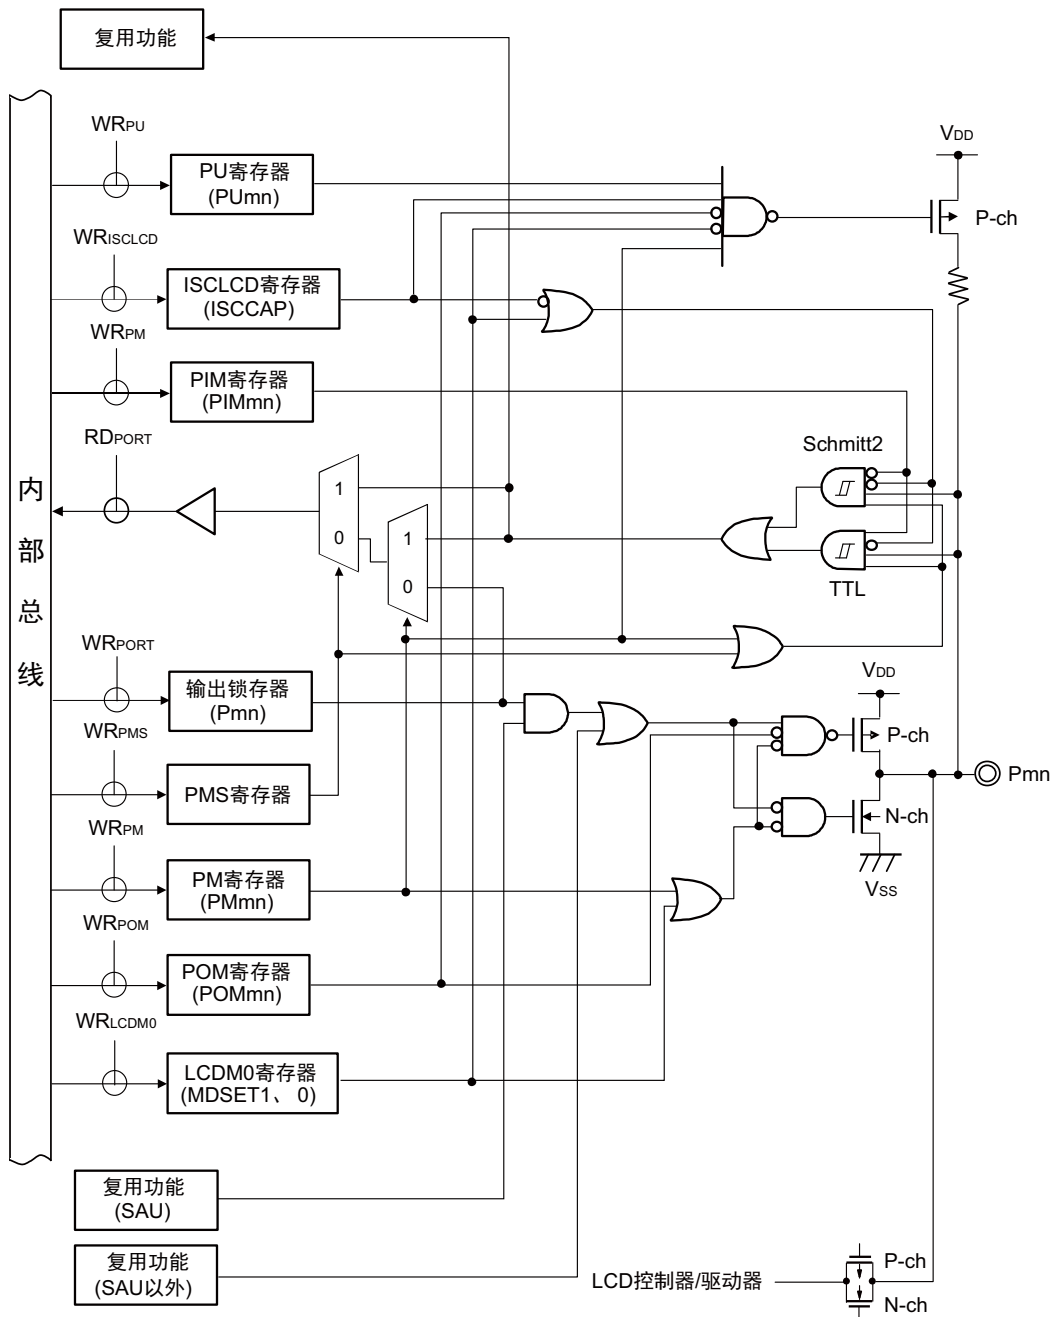 复用功能
WRPU
PU寄存器
(PUmn)
VDD
P-ch
WRISCLCD
ISCLCD寄存器
(ISCCAP)
WRPM
PIM寄存器
(PIMmn)
RDPORT
Schmitt2
1
0
1
0
TTL
内部总线
WRPORT
输出锁存器
(Pmn)
VDD
P-ch
WRPMS
PMS寄存器
Pmn
N-ch
VSS
WRPM
PM寄存器
(PMmn)
WRPOM
POM寄存器
(POMmn)
WRLCDM0
LCDM0寄存器
(MDSET1、0)
复用功能
(SAU)
复用功能
(SAU以外)
LCD控制器/驱动器
P-ch
N-ch